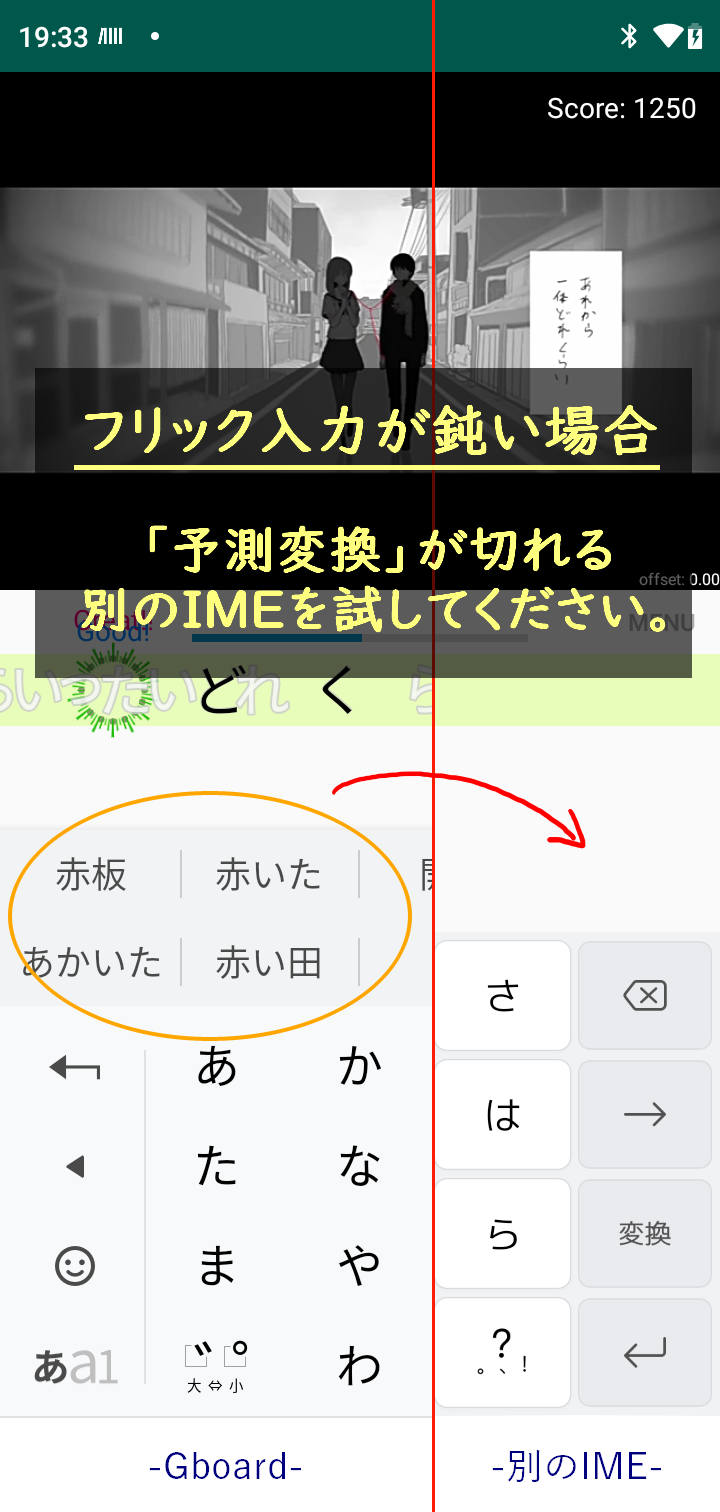 19:33
Score: 1250
あれから
一体どれくらい
フリック入力が鈍い場合
「予測変換」が切れる
別のIMEを試してください。
offset: 0.00
Great!
Good!
MENU
らいったいどれ ど く ら
赤板 赤いた
あかいた 赤い田
あ か
た な
ま や
大⇔小 わ
あa1
さ
は
ら
変換
?
。、!
-Gboard-
-別のIME-